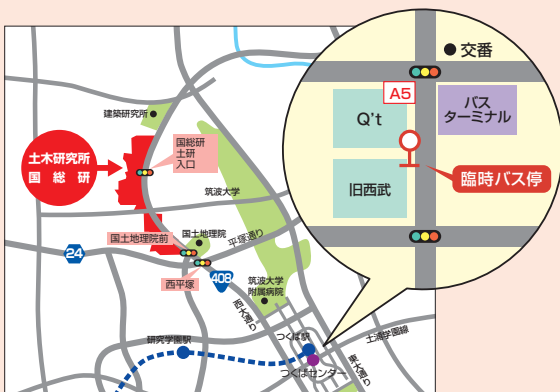 交番
A5
Q't
バス
ターミナル
旧西武
臨時バス停
建築研究所
土木研究所
国 総 研
国総研
土研
入口
筑波大学
国土地理院前
国土地理院
平塚通り
24
408
西平塚
筑波大学
附属病院
西大通り
研究学園駅
つくば駅
つくばセンター
土浦学園線
東大通り